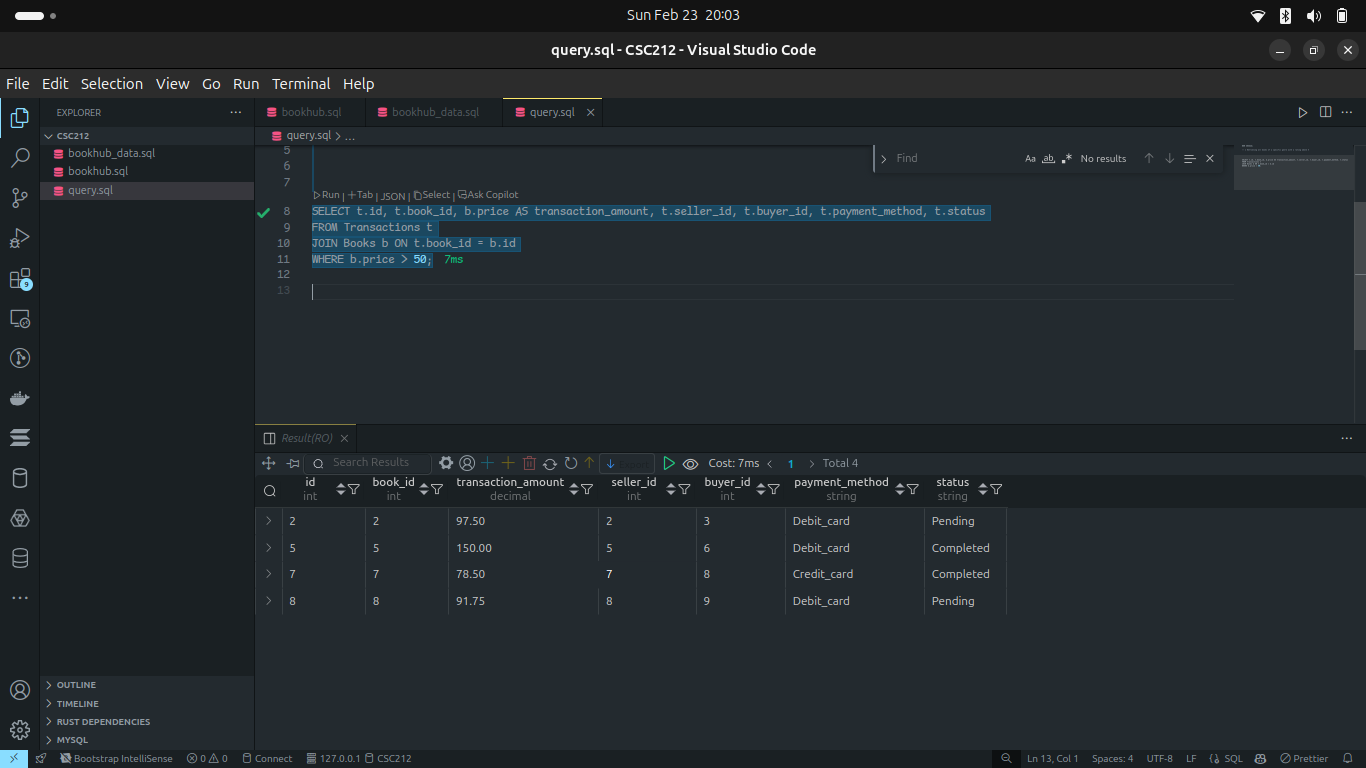 Sun Feb 23 20:03
query.sql - CSC212 - Visual Studio Code
File Edit Selection View Go Run Terminal Help
EXPLORER
CSC212
bookhub_data.sql
bookhub.sql
query.sql
bookhub.sql
bookhub_data.sql
query.sql
query.sql > ...
Find
Aa ab .* No results
5
6
7
Run | +Tab | JSON | Select | Ask Copilot
8 SELECT t.id, t.book_id, b.price AS transaction_amount, t.seller_id, t.buyer_id, t.payment_method, t.status
9 FROM Transactions t
10 JOIN Books b ON t.book_id = b.id
11 WHERE b.price > 50; 7ms
12
13
9
Result(RO)
Search Results
Cost: 7ms < 1 > Total 4
id book_id transaction_amount seller_id buyer_id payment_method status
int int decimal int int string string
2 2 97.50 2 3 Debit_card Pending
5 5 150.00 5 6 Debit_card Completed
7 7 78.50 7 8 Credit_card Completed
8 8 91.75 8 9 Debit_card Pending
OUTLINE
TIMELINE
RUST DEPENDENCIES
MYSQL
Bootstrap IntelliSense 0 0 Connect 127.0.0.1 CSC212 Ln 13, Col 1 Spaces: 4 UTF-8 LF {} SQL Prettier